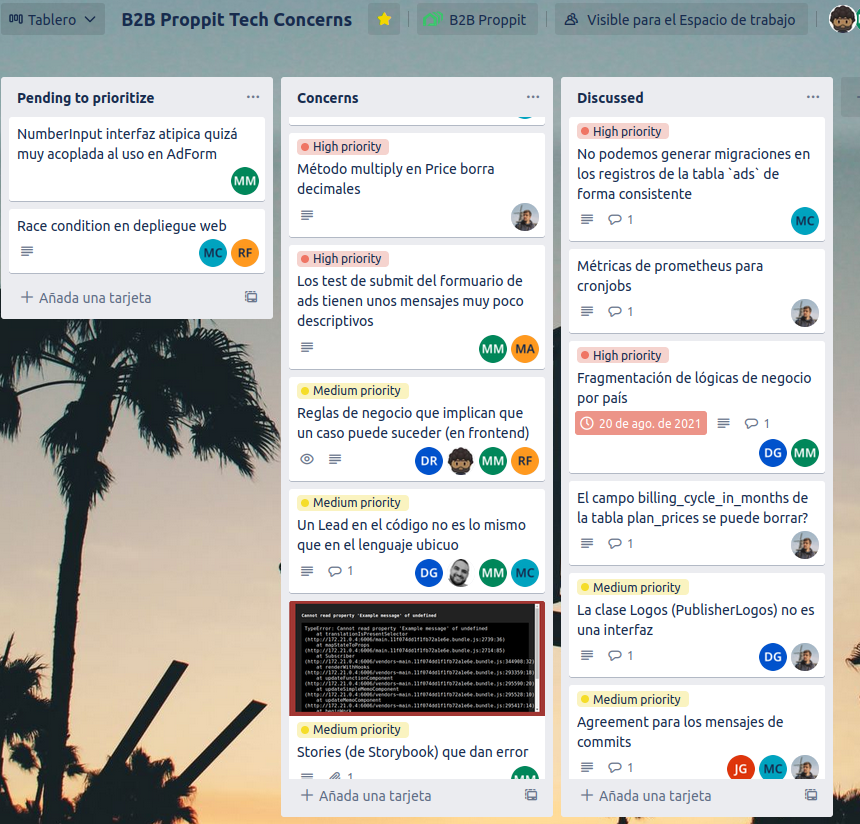 Tablero
B2B Proppit Tech Concerns
B2B Proppit
Visible para el Espacio de trabajo
Pending to prioritize
NumberInput interfaz atipica quizá
muy acoplada al uso en AdForm
MM
Race condition en depliegue web
MC RF
+ Añada una tarjeta
Concerns
High priority
Método multiply en Price borra
decimales
High priority
Los test de submit del formuario de
ads tienen unos mensajes muy poco
descriptivos
MM MA
Medium priority
Reglas de negocio que implican que
un caso puede suceder (en frontend)
DR MM RF
Medium priority
Un Lead en el código no es lo mismo
que en el lenguaje ubicuo
1 DG MM MC
Cannot read property 'Example message' of undefined
TypeError: Cannot read property 'Example message' of undefined
at translationIsPresentSelector
(http://172.21.0.4:6006/main.11f074dd1f1fb72a1e6e.bundle.js:2739:36)
at mapStateToProps
(http://172.21.0.4:6006/main.11f074dd1f1fb72a1e6e.bundle.js:2714:85)
at Subscriber
(http://172.21.0.4:6006/vendors-main.11f074dd1f1fb72a1e6e.bundle.js:344908:32)
at renderWithHooks
(http://172.21.0.4:6006/vendors-main.11f074dd1f1fb72a1e6e.bundle.js:293359:18)
at updateFunctionComponent
(http://172.21.0.4:6006/vendors-main.11f074dd1f1fb72a1e6e.bundle.js:295590:20)
at updateSimpleMemoComponent
(http://172.21.0.4:6006/vendors-main.11f074dd1f1fb72a1e6e.bundle.js:295528:10)
at updateMemoComponent
(http://172.21.0.4:6006/vendors-main.11f074dd1f1fb72a1e6e.bundle.js:295417:14)
at beginWork
Medium priority
Stories (de Storybook) que dan error
1 MM
+ Añada una tarjeta
Discussed
High priority
No podemos generar migraciones en
los registros de la tabla `ads` de
forma consistente
1 MC
Métricas de prometheus para
cronjobs
1
High priority
Fragmentación de lógicas de negocio
por país
20 de ago. de 2021 1
DG MM
El campo billing_cycle_in_months de
la tabla plan_prices se puede borrar?
1
Medium priority
La clase Logos (PublisherLogos) no es
una interfaz
1 DG
Medium priority
Agreement para los mensajes de
commits
1 JG MC
+ Añada una tarjeta